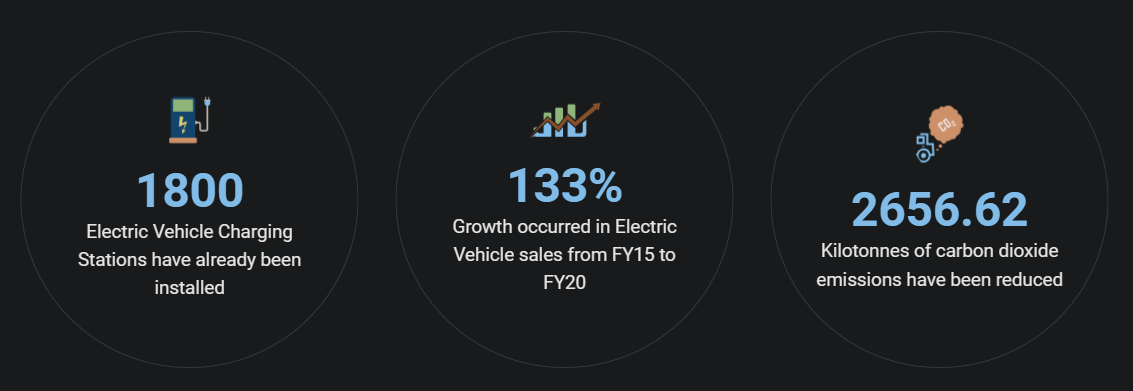 1800
Electric Vehicle Charging
Stations have already been
installed
133%
Growth occurred in Electric
Vehicle sales from FY15 to
FY20
CO₂
2656.62
Kilotonnes of carbon dioxide
emissions have been reduced